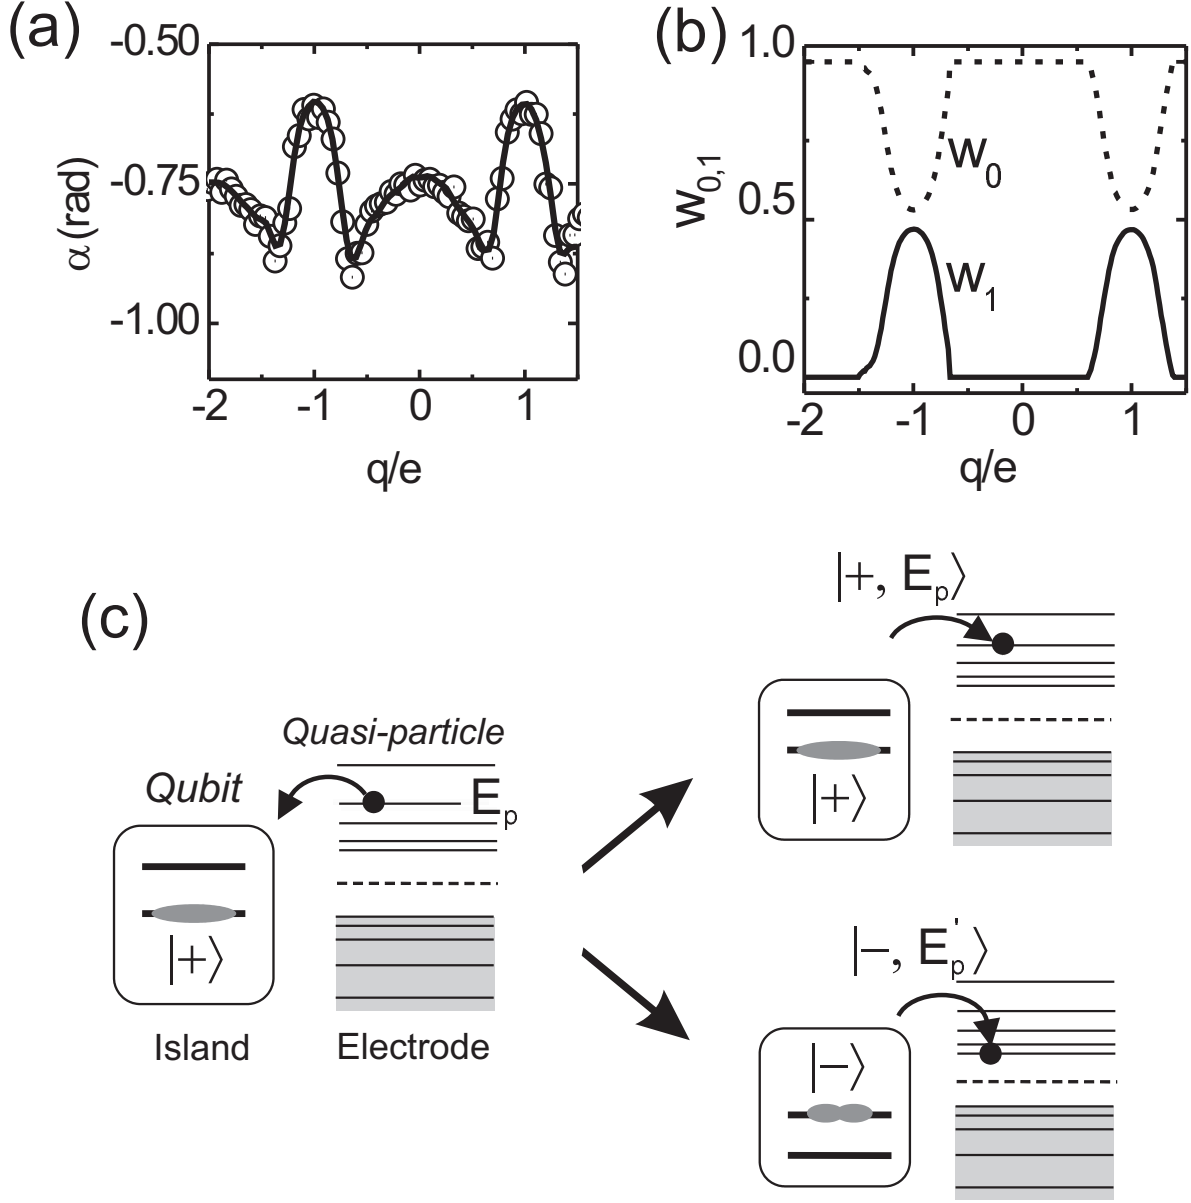 (a)
-0.50
-0.75
-1.00
α (rad)
-2 -1 0 1
q/e
(b)
1.0
0.5
0.0
w0,1
w0
w1
-2 -1 0 1
q/e
(c)
Qubit
Quasi-particle
Ep
|+⟩
Island Electrode
|+, Ep⟩
|+⟩
|−, E'p⟩
|−⟩